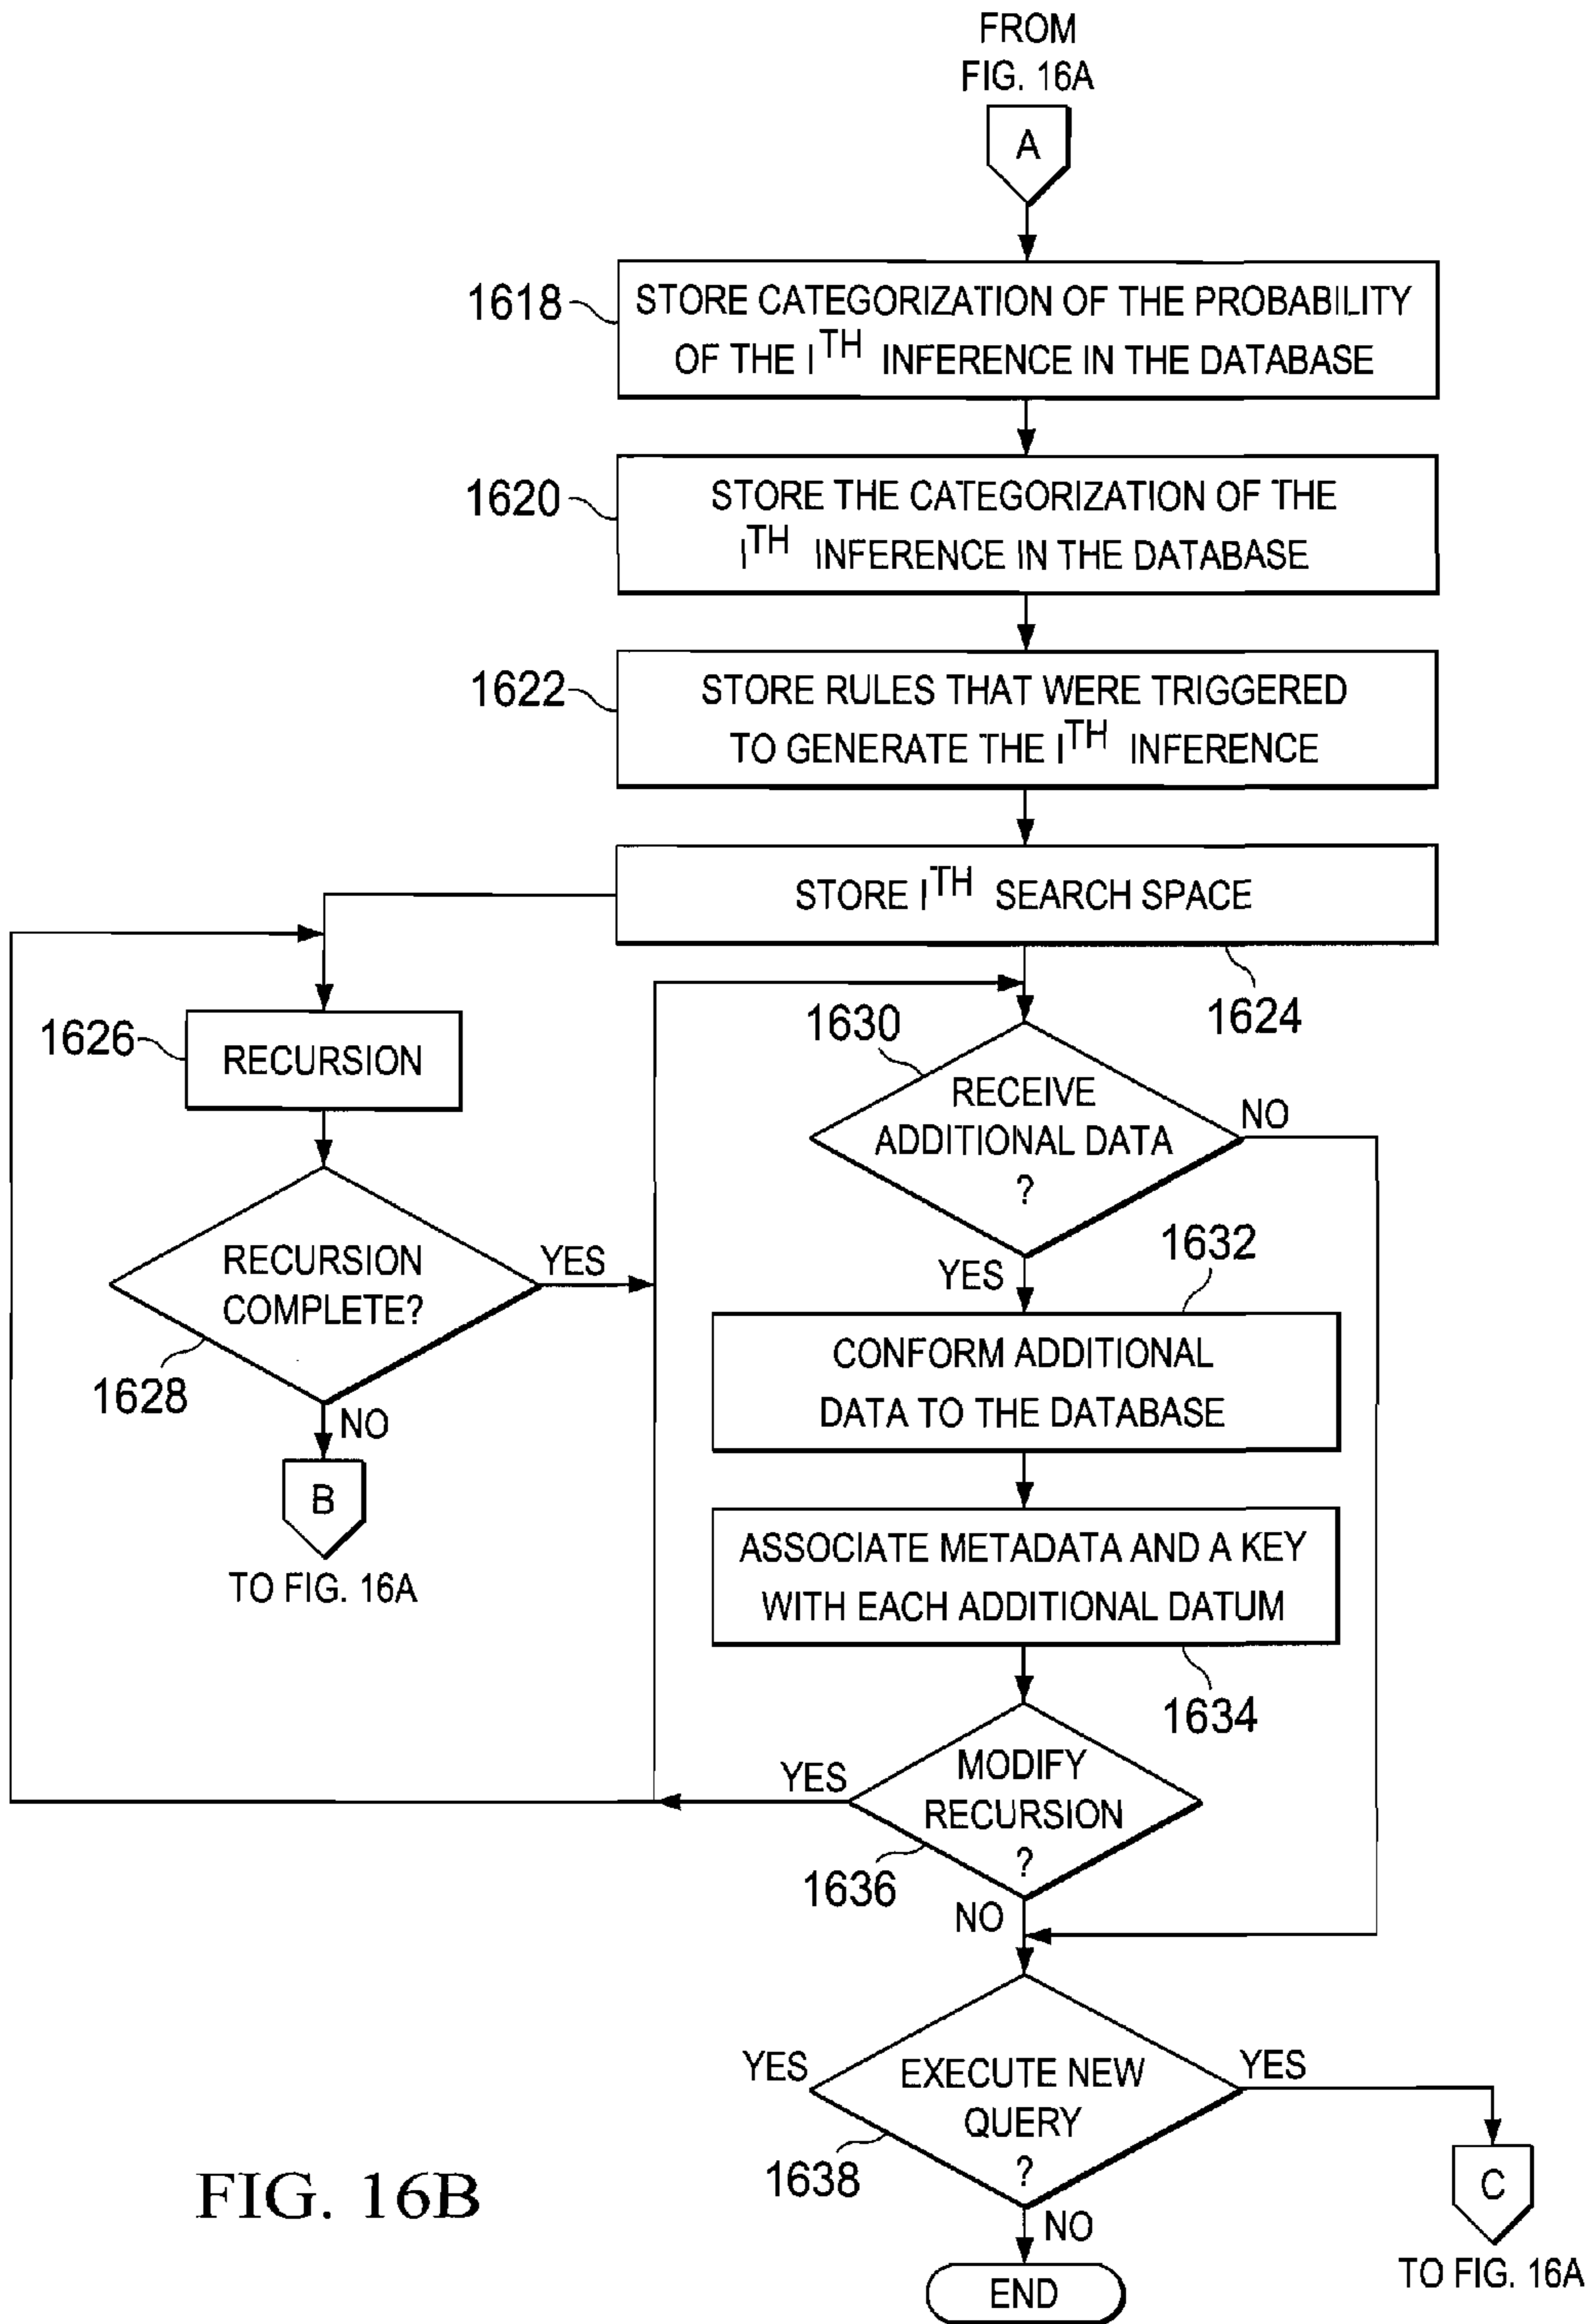 FROM
FIG. 16A
A
1618
STORE CATEGORIZATION OF THE PROBABILITY
OF THE I^TH INFERENCE IN THE DATABASE
1620
STORE THE CATEGORIZATION OF THE
I^TH INFERENCE IN THE DATABASE
1622
STORE RULES THAT WERE TRIGGERED
TO GENERATE THE I^TH INFERENCE
STORE I^TH SEARCH SPACE
1624
1626
RECURSION
RECURSION
COMPLETE?
YES
1628
NO
B
TO FIG. 16A
1630
RECEIVE
ADDITIONAL DATA
?
NO
YES
1632
CONFORM ADDITIONAL
DATA TO THE DATABASE
ASSOCIATE METADATA AND A KEY
WITH EACH ADDITIONAL DATUM
1634
YES
MODIFY
RECURSION
?
1636
NO
YES
EXECUTE NEW
QUERY
?
YES
1638
NO
C
TO FIG. 16A
END
FIG. 16B